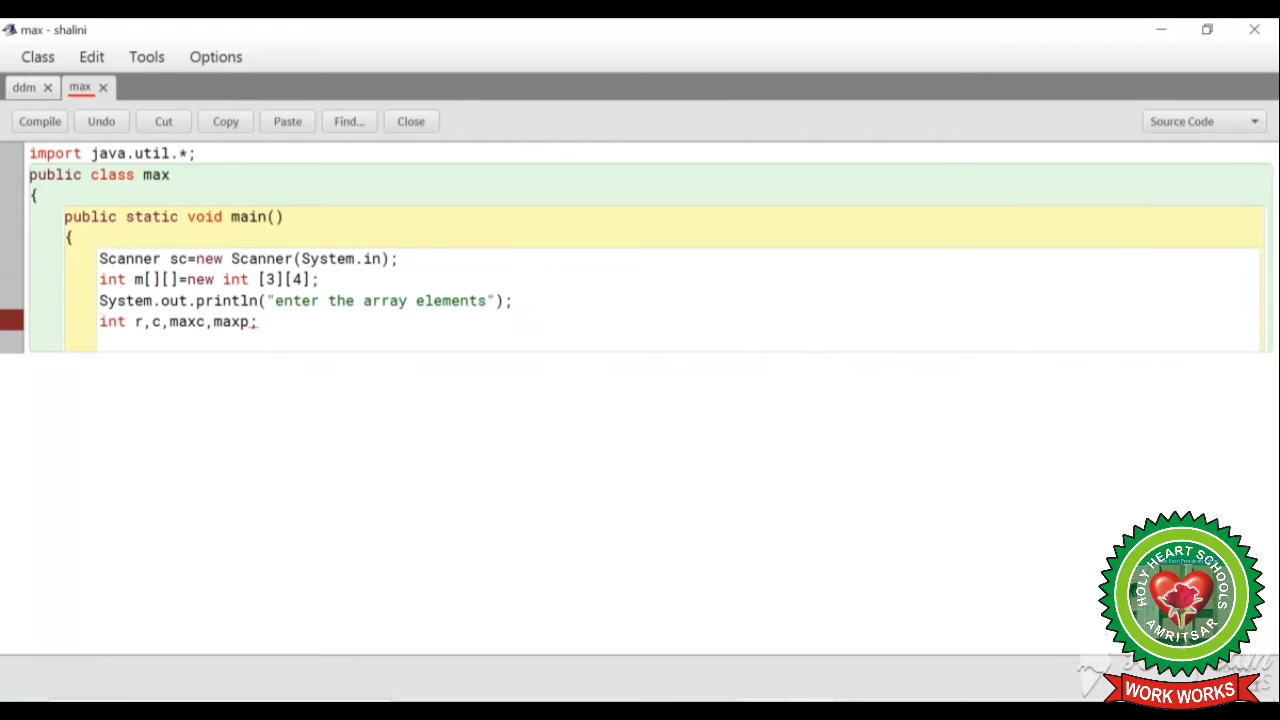 max - shalini
Class Edit Tools Options
ddm max
Compile Undo Cut Copy Paste Find... Close Source Code
import java.util.*;
public class max
{
public static void main()
{
Scanner sc=new Scanner(System.in);
int m[][]=new int [3][4];
System.out.println("enter the array elements");
int r,c,maxc,maxp;
HOLY HEART SCHOOLS
AMRITSAR
WORK WORKS